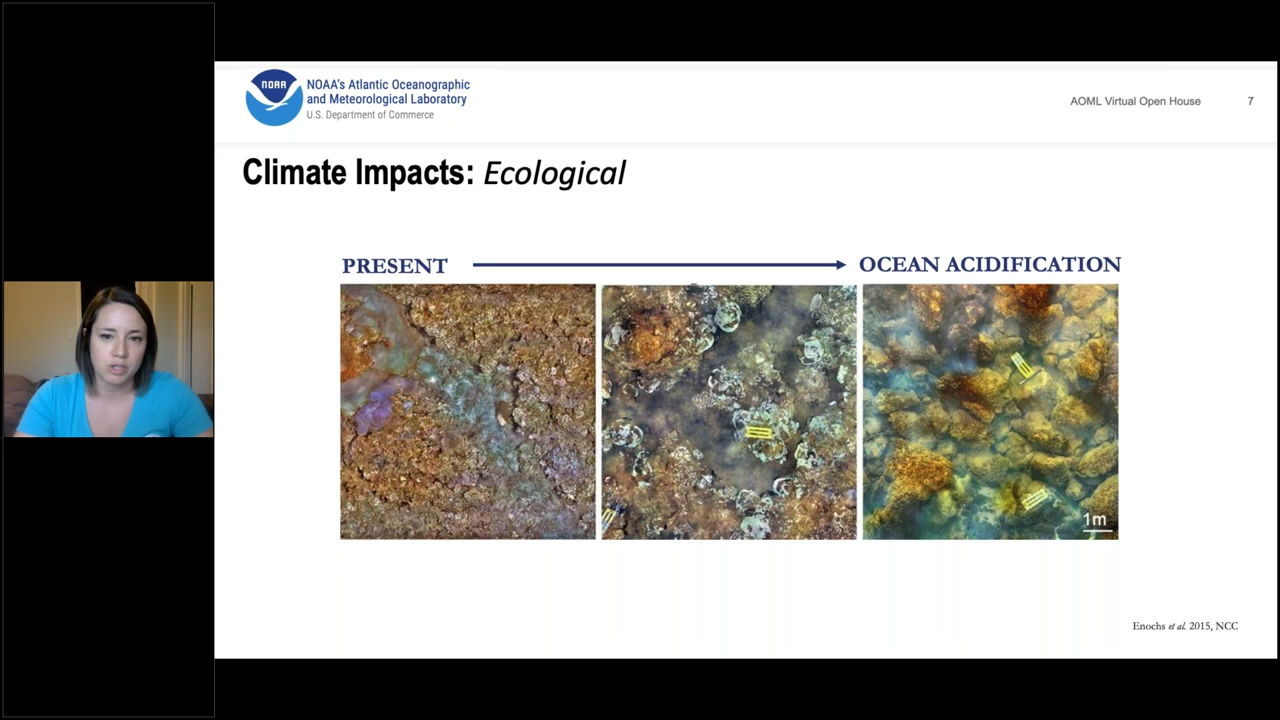 NOAA
NOAA's Atlantic Oceanographic
and Meteorological Laboratory
U.S. Department of Commerce
AOML Virtual Open House 7
Climate Impacts: Ecological
PRESENT
OCEAN ACIDIFICATION
1m
Enochs et al. 2015, NCC